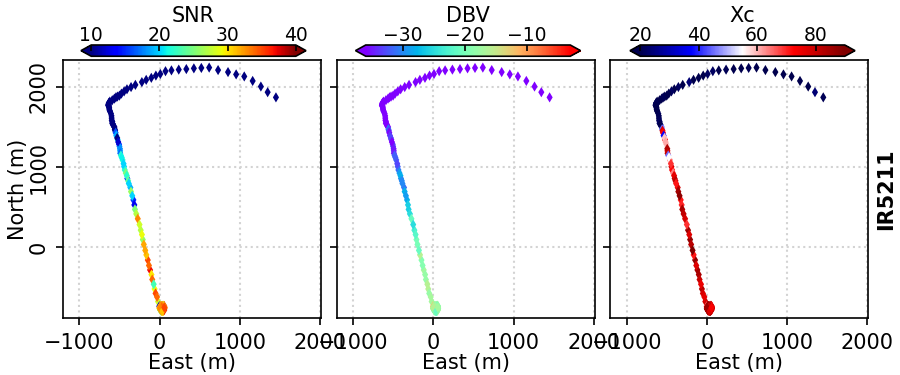 SNR DBV Xc
10 20 30 40 −30 −20 −10 20 40 60 80
2000
1000
0
North (m)
IR5211
−1000 0 1000 2000 −1000 0 1000 2000 −1000 0 1000 2000
East (m) East (m) East (m)